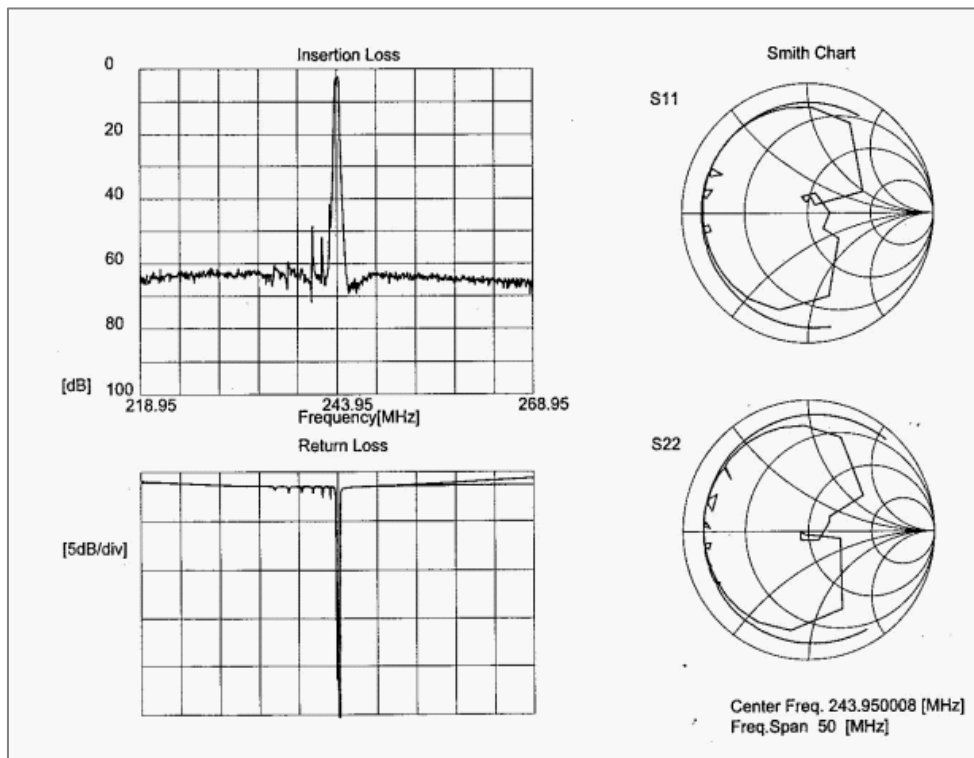 Insertion Loss
0
20
40
60
80
[dB]
100
218.95
243.95
268.95
Frequency[MHz]
Return Loss
[5dB/div]
Smith Chart
S11
S22
Center Freq. 243.950008 [MHz]
Freq.Span 50 [MHz]